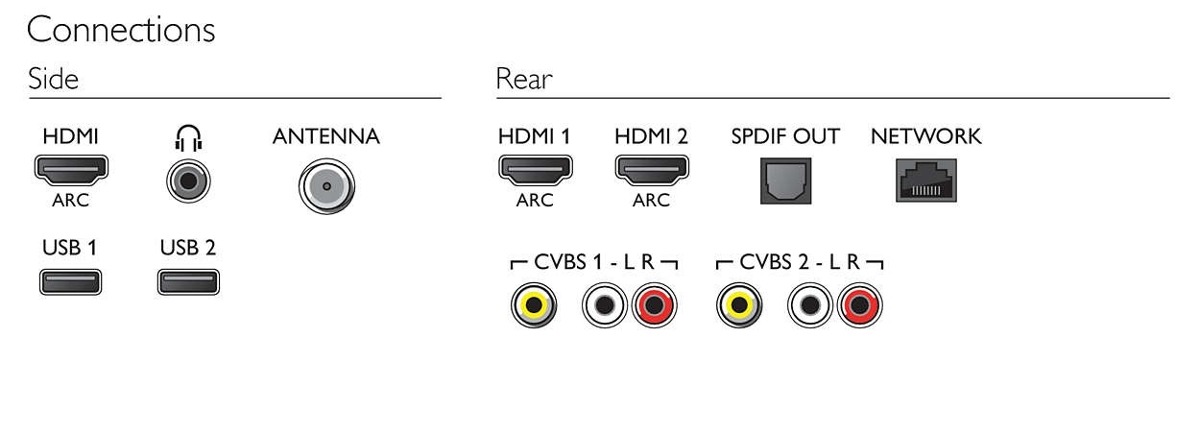 Connections
Side
HDMI
ANTENNA
ARC
USB 1
USB 2
Rear
HDMI 1
HDMI 2
SPDIF OUT
NETWORK
ARC
ARC
CVBS 1 - L R
CVBS 2 - L R